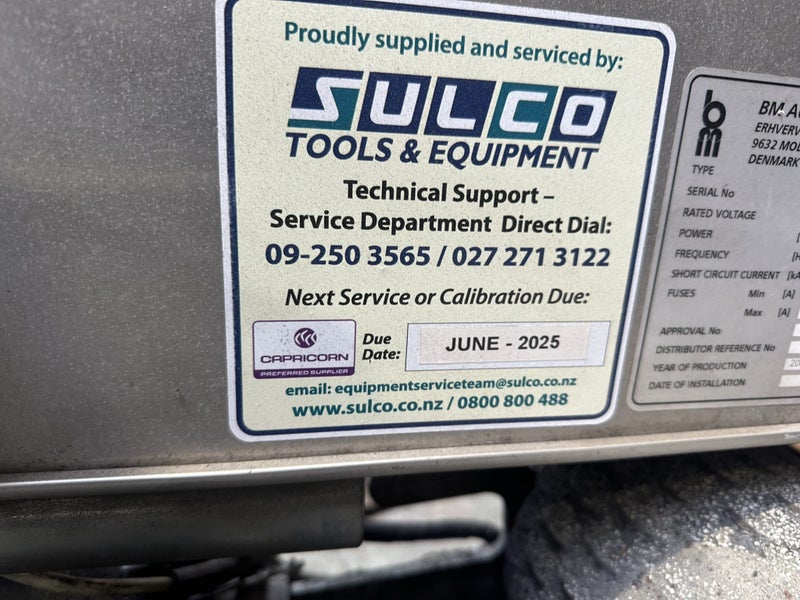 Proudly supplied and serviced by:
SULCO
TOOLS & EQUIPMENT
Technical Support –
Service Department Direct Dial:
09-250 3565 / 027 271 3122
Next Service or Calibration Due:
CAPRICORN
PREFERRED SUPPLIER
Due
Date:
JUNE - 2025
email: equipmentserviceteam@sulco.co.nz
www.sulco.co.nz / 0800 800 488
bm
BM
9632
DENMARK
TYPE
SERIAL No
RATED VOLTAGE
POWER
FREQUENCY
SHORT CIRCUIT CURRENT
FUSES Min [A]
Max [A]
APPROVAL No
DISTRIBUTOR REFERENCE No
YEAR OF PRODUCTION
DATE OF INSTALLATION